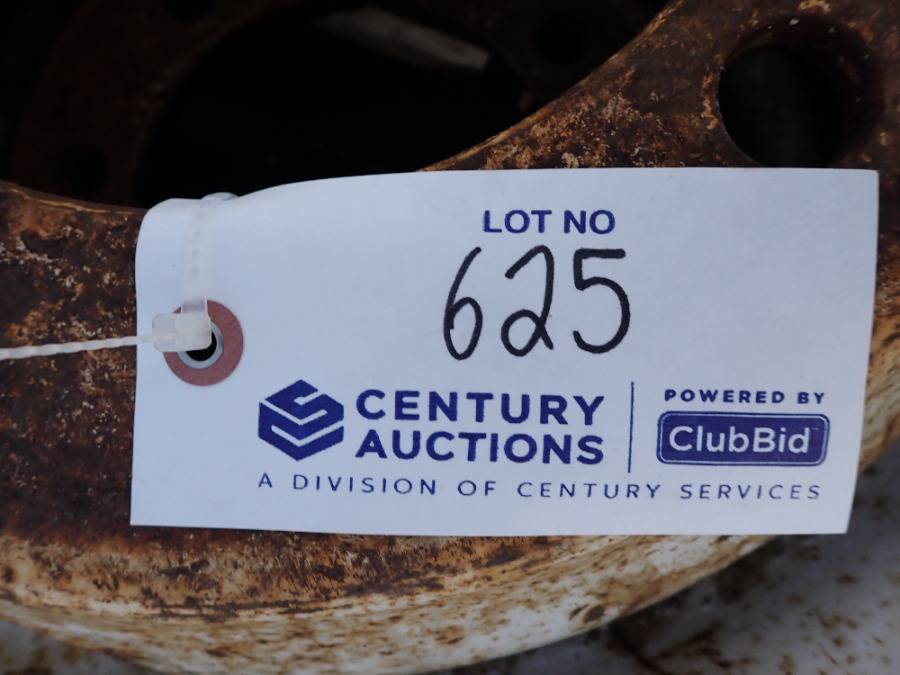 LOT NO
625
CENTURY
AUCTIONS
POWERED BY
ClubBid
A DIVISION OF CENTURY SERVICES